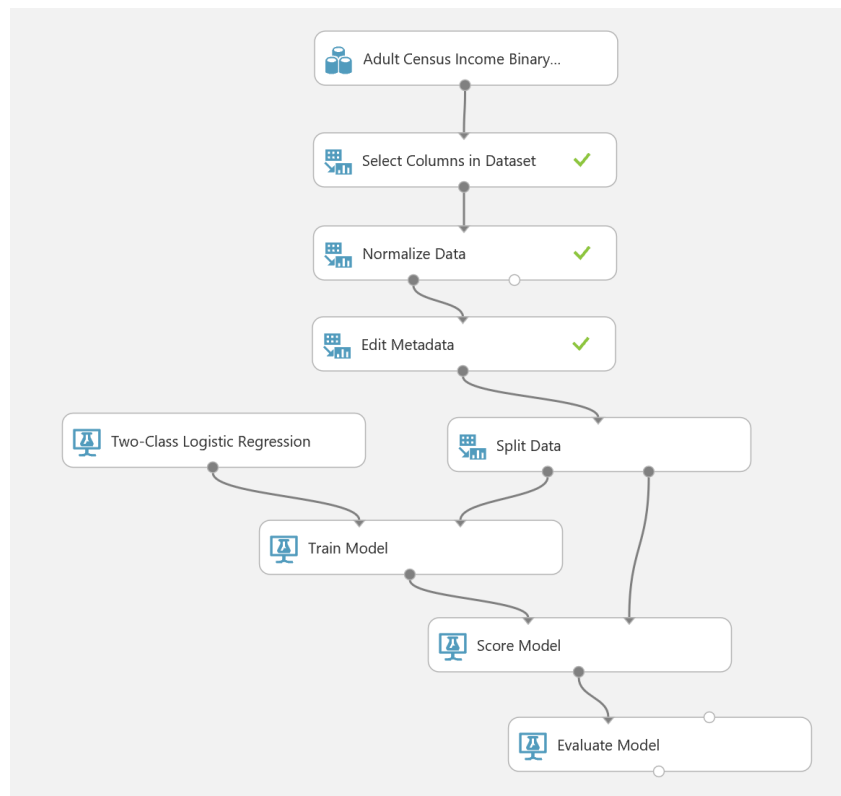 Adult Census Income Binary...
Select Columns in Dataset
Normalize Data
Edit Metadata
Two-Class Logistic Regression
Split Data
Train Model
Score Model
Evaluate Model